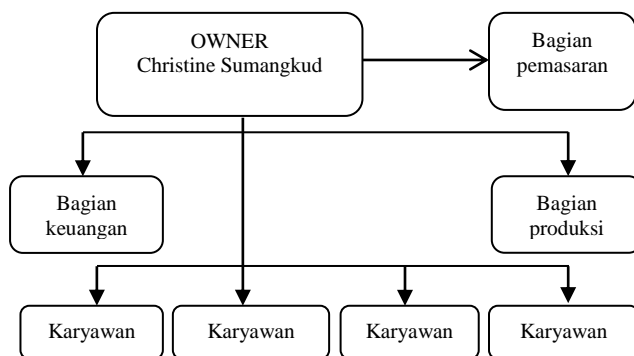 OWNER
Christine Sumangkud
Bagian
pemasaran
Bagian
keuangan
Bagian
produksi
Karyawan
Karyawan
Karyawan
Karyawan